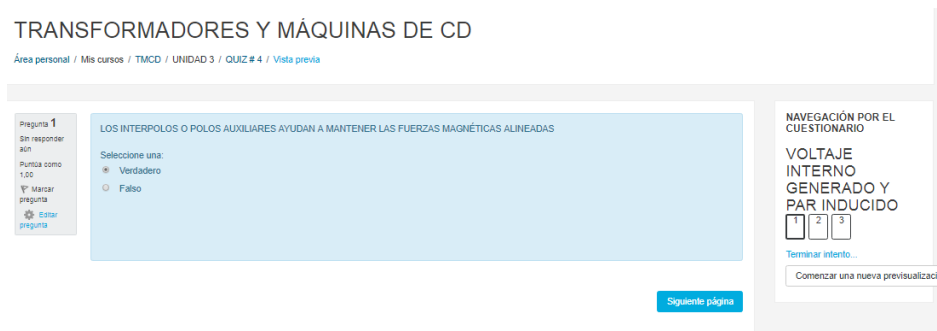 TRANSFORMADORES Y MÁQUINAS DE CD
Área personal / Mis cursos / TMCD / UNIDAD 3 / QUIZ # 4 / Vista previa
Pregunta 1
Sin responder
aún
Puntúa como
1,00
Marcar
pregunta
Editar
pregunta
LOS INTERPOLOS O POLOS AUXILIARES AYUDAN A MANTENER LAS FUERZAS MAGNÉTICAS ALINEADAS
Seleccione una:
Verdadero
Falso
Siguiente página
NAVEGACIÓN POR EL
CUESTIONARIO
VOLTAJE
INTERNO
GENERADO Y
PAR INDUCIDO
1 2 3
Terminar intento...
Comenzar una nueva previsualizaci